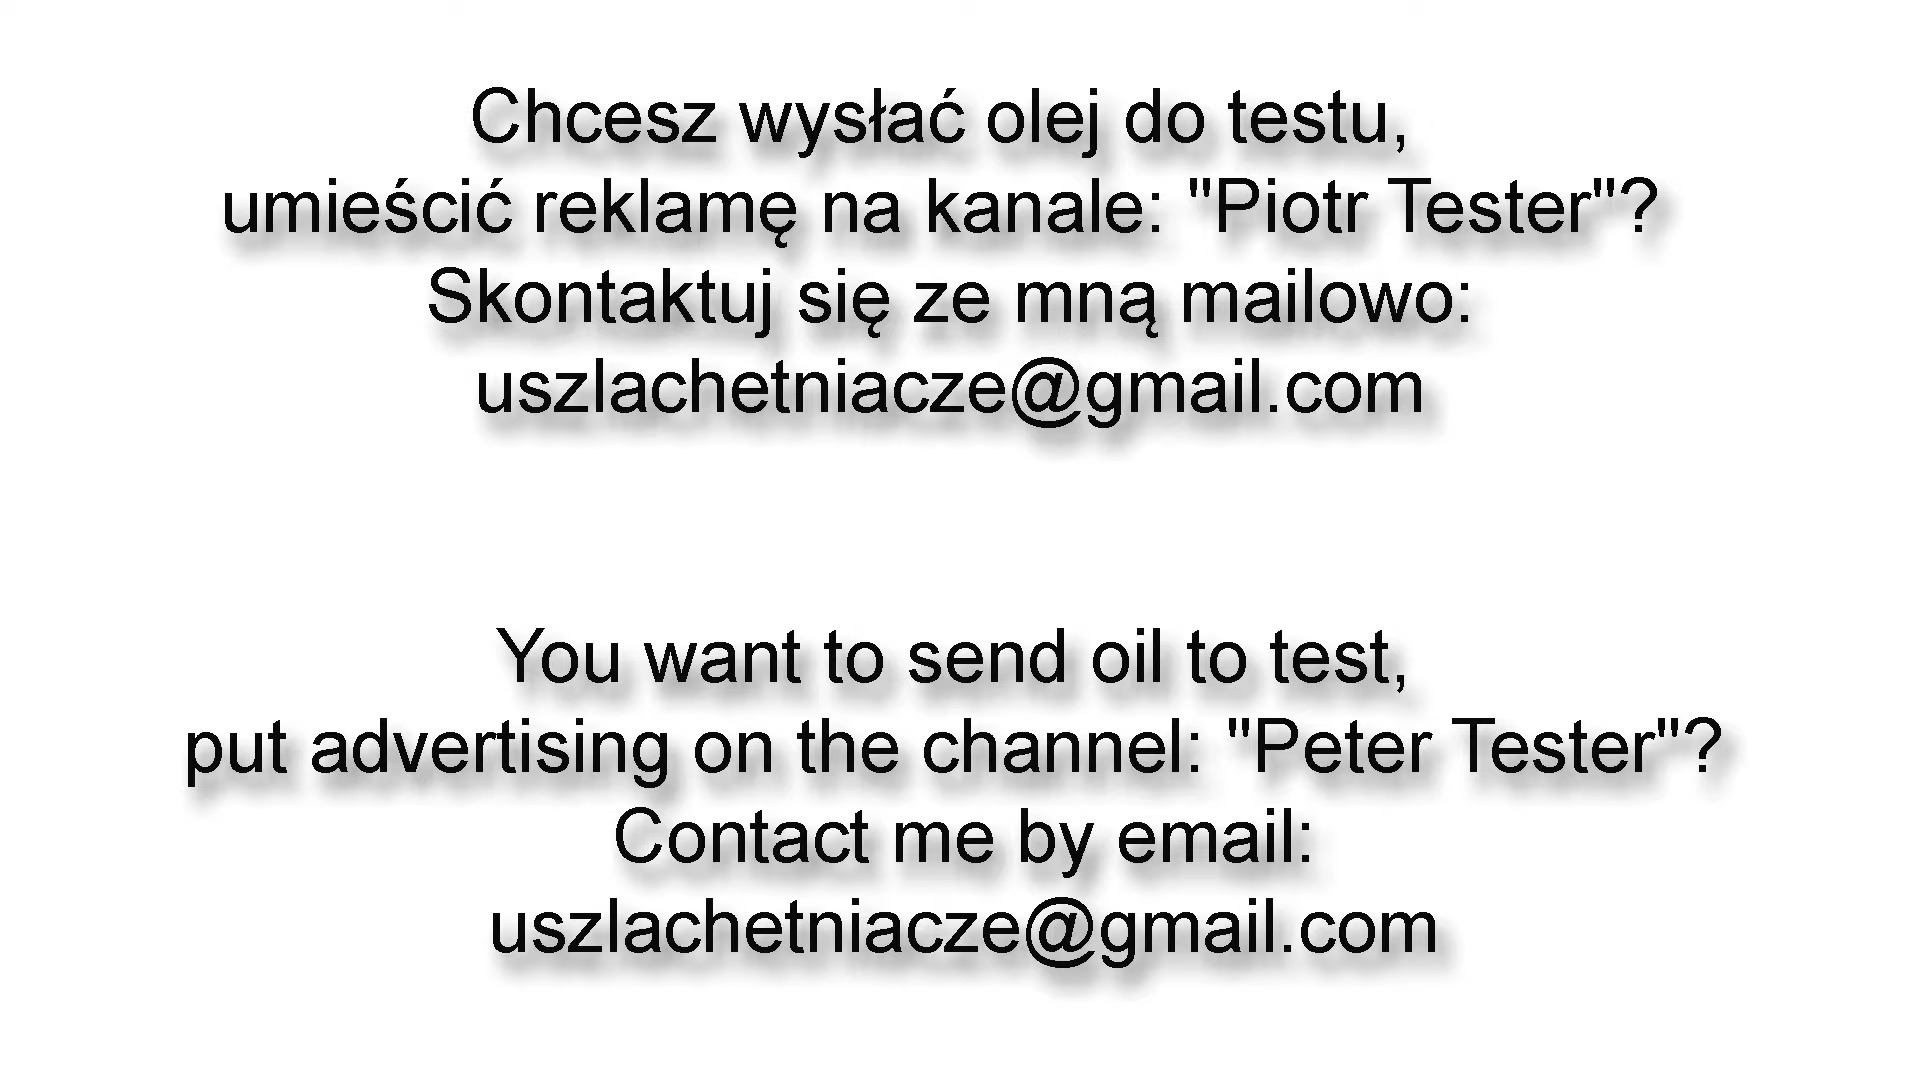 Chcesz wysłać olej do testu,
umieścić reklamę na kanale: "Piotr Tester"?
Skontaktuj się ze mną mailowo:
uszlachetniacze@gmail.com
You want to send oil to test,
put advertising on the channel: "Peter Tester"?
Contact me by email:
uszlachetniacze@gmail.com